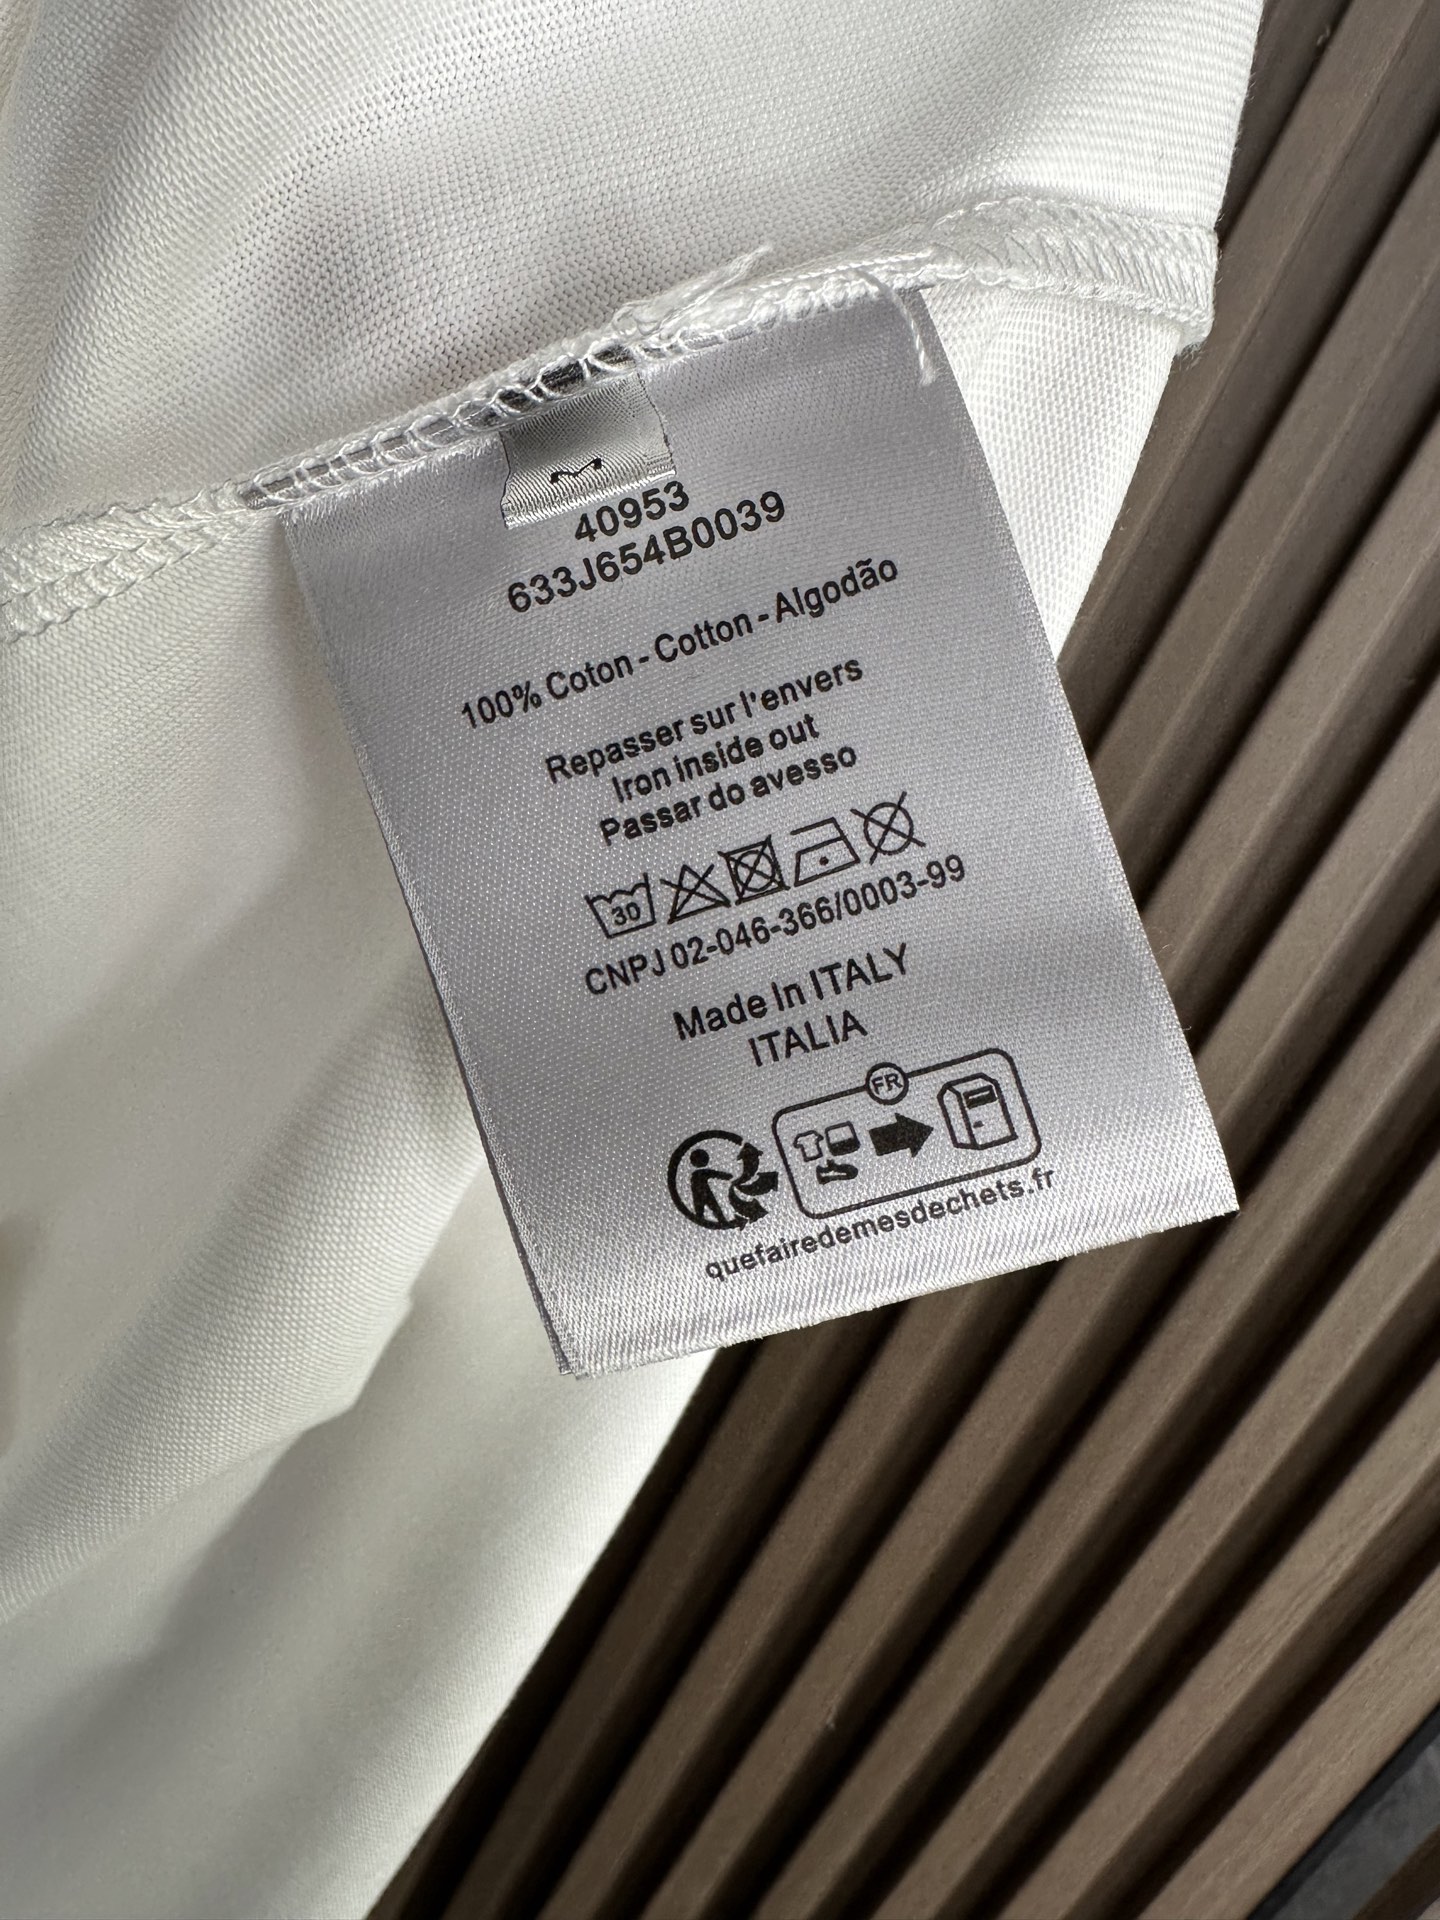 M
40953
633J654B0039
100% Coton - Cotton - Algodão
Repasser sur l'envers
Iron inside out
Passar do avesso
30
CNPJ 02-046-366/0003-99
Made In ITALY
ITALIA
FR
quefairedemesdechets.fr